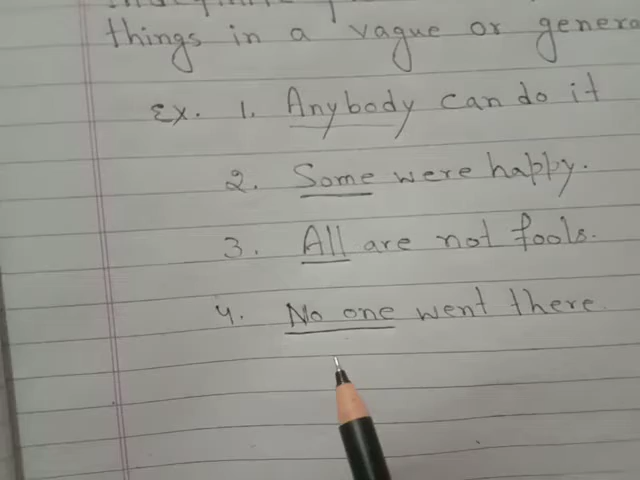 things in a vague or genera
Ex. 1. Anybody can do it
2. Some were happy.
3. All are not fools.
4. No one went there.